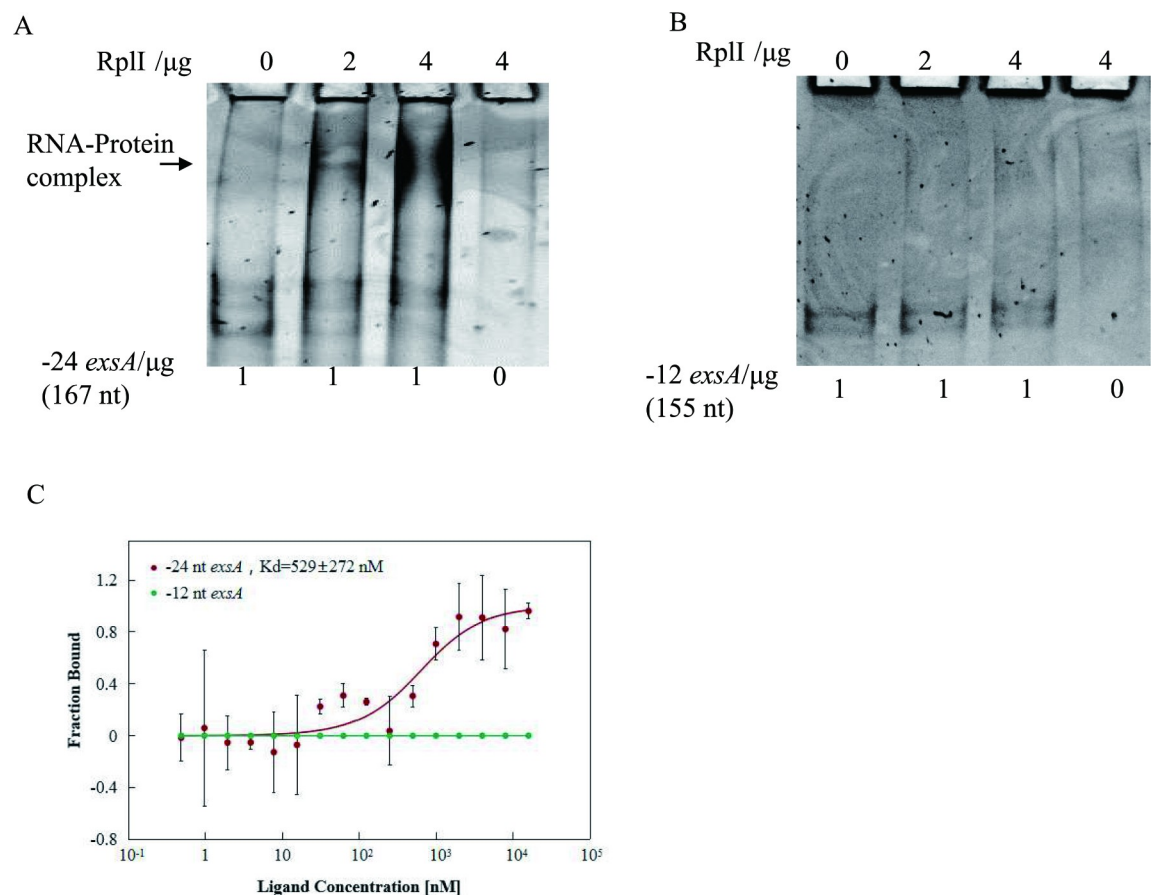 A
RplI /μg 0 2 4 4
RNA-Protein
complex
-24 exsA/μg
(167 nt)
1 1 1 0
B
RplI /μg 0 2 4 4
-12 exsA/μg
(155 nt)
1 1 1 0
C
-24 nt exsA , Kd=529±272 nM
-12 nt exsA
Fraction Bound
1.2
0.8
0.4
0
-0.4
-0.8
10-1 1 10 102 103 104 105
Ligand Concentration [nM]